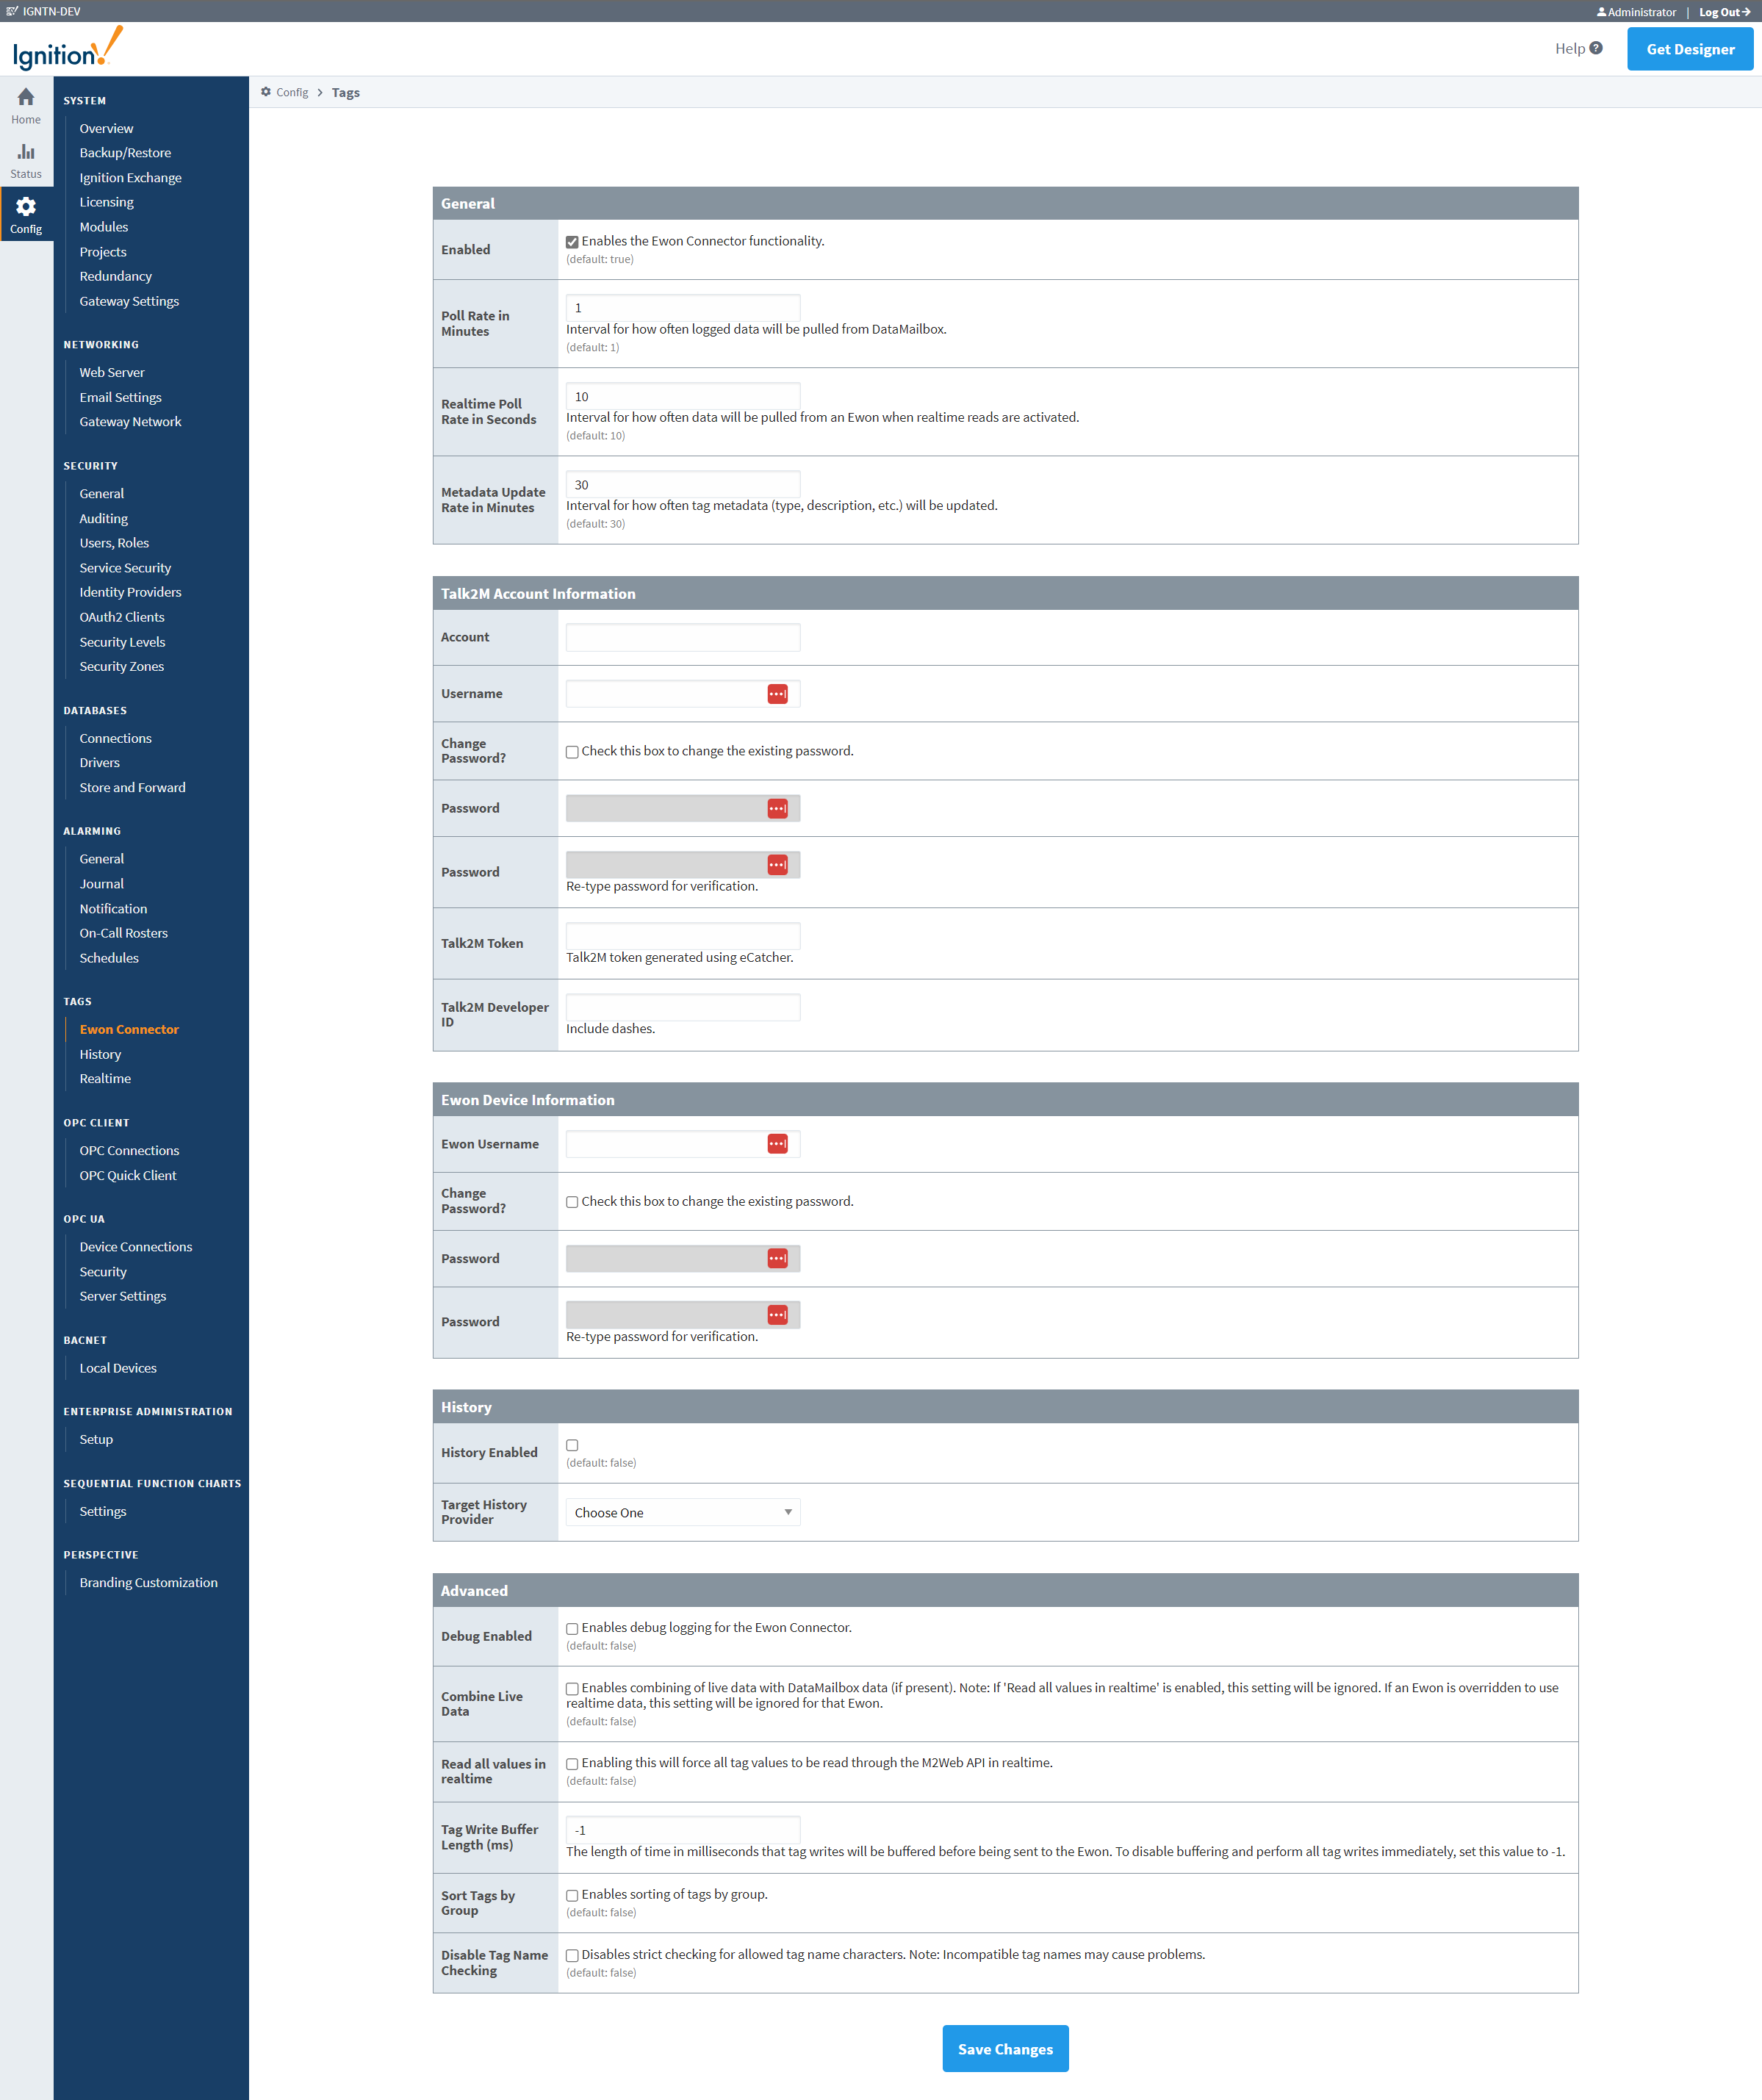 IGNTN-DEV
Administrator | Log Out
Ignition!
Help
Get Designer
Home
Status
Config
SYSTEM
Overview
Backup/Restore
Ignition Exchange
Licensing
Modules
Projects
Redundancy
Gateway Settings
NETWORKING
Web Server
Email Settings
Gateway Network
SECURITY
General
Auditing
Users, Roles
Service Security
Identity Providers
OAuth2 Clients
Security Levels
Security Zones
DATABASES
Connections
Drivers
Store and Forward
ALARMING
General
Journal
Notification
On-Call Rosters
Schedules
TAGS
Ewon Connector
History
Realtime
OPC CLIENT
OPC Connections
OPC Quick Client
OPC UA
Device Connections
Security
Server Settings
BACNET
Local Devices
ENTERPRISE ADMINISTRATION
Setup
SEQUENTIAL FUNCTION CHARTS
Settings
PERSPECTIVE
Branding Customization
Config > Tags
General
Enabled
Enables the Ewon Connector functionality.
(default: true)
Poll Rate in
Minutes
1
Interval for how often logged data will be pulled from DataMailbox.
(default: 1)
Realtime Poll
Rate in Seconds
10
Interval for how often data will be pulled from an Ewon when realtime reads are activated.
(default: 10)
Metadata Update
Rate in Minutes
30
Interval for how often tag metadata (type, description, etc.) will be updated.
(default: 30)
Talk2M Account Information
Account
Username
Change
Password?
Check this box to change the existing password.
Password
Password
Re-type password for verification.
Talk2M Token
Talk2M token generated using eCatcher.
Talk2M Developer
ID
Include dashes.
Ewon Device Information
Ewon Username
Change
Password?
Check this box to change the existing password.
Password
Password
Re-type password for verification.
History
History Enabled
(default: false)
Target History
Provider
Choose One
Advanced
Debug Enabled
Enables debug logging for the Ewon Connector.
(default: false)
Combine Live
Data
Enables combining of live data with DataMailbox data (if present). Note: If 'Read all values in realtime' is enabled, this setting will be ignored. If an Ewon is overridden to use
realtime data, this setting will be ignored for that Ewon.
(default: false)
Read all values in
realtime
Enabling this will force all tag values to be read through the M2Web API in realtime.
(default: false)
Tag Write Buffer
Length (ms)
-1
The length of time in milliseconds that tag writes will be buffered before being sent to the Ewon. To disable buffering and perform all tag writes immediately, set this value to -1.
Sort Tags by
Group
Enables sorting of tags by group.
(default: false)
Disable Tag Name
Checking
Disables strict checking for allowed tag name characters. Note: Incompatible tag names may cause problems.
(default: false)
Save Changes